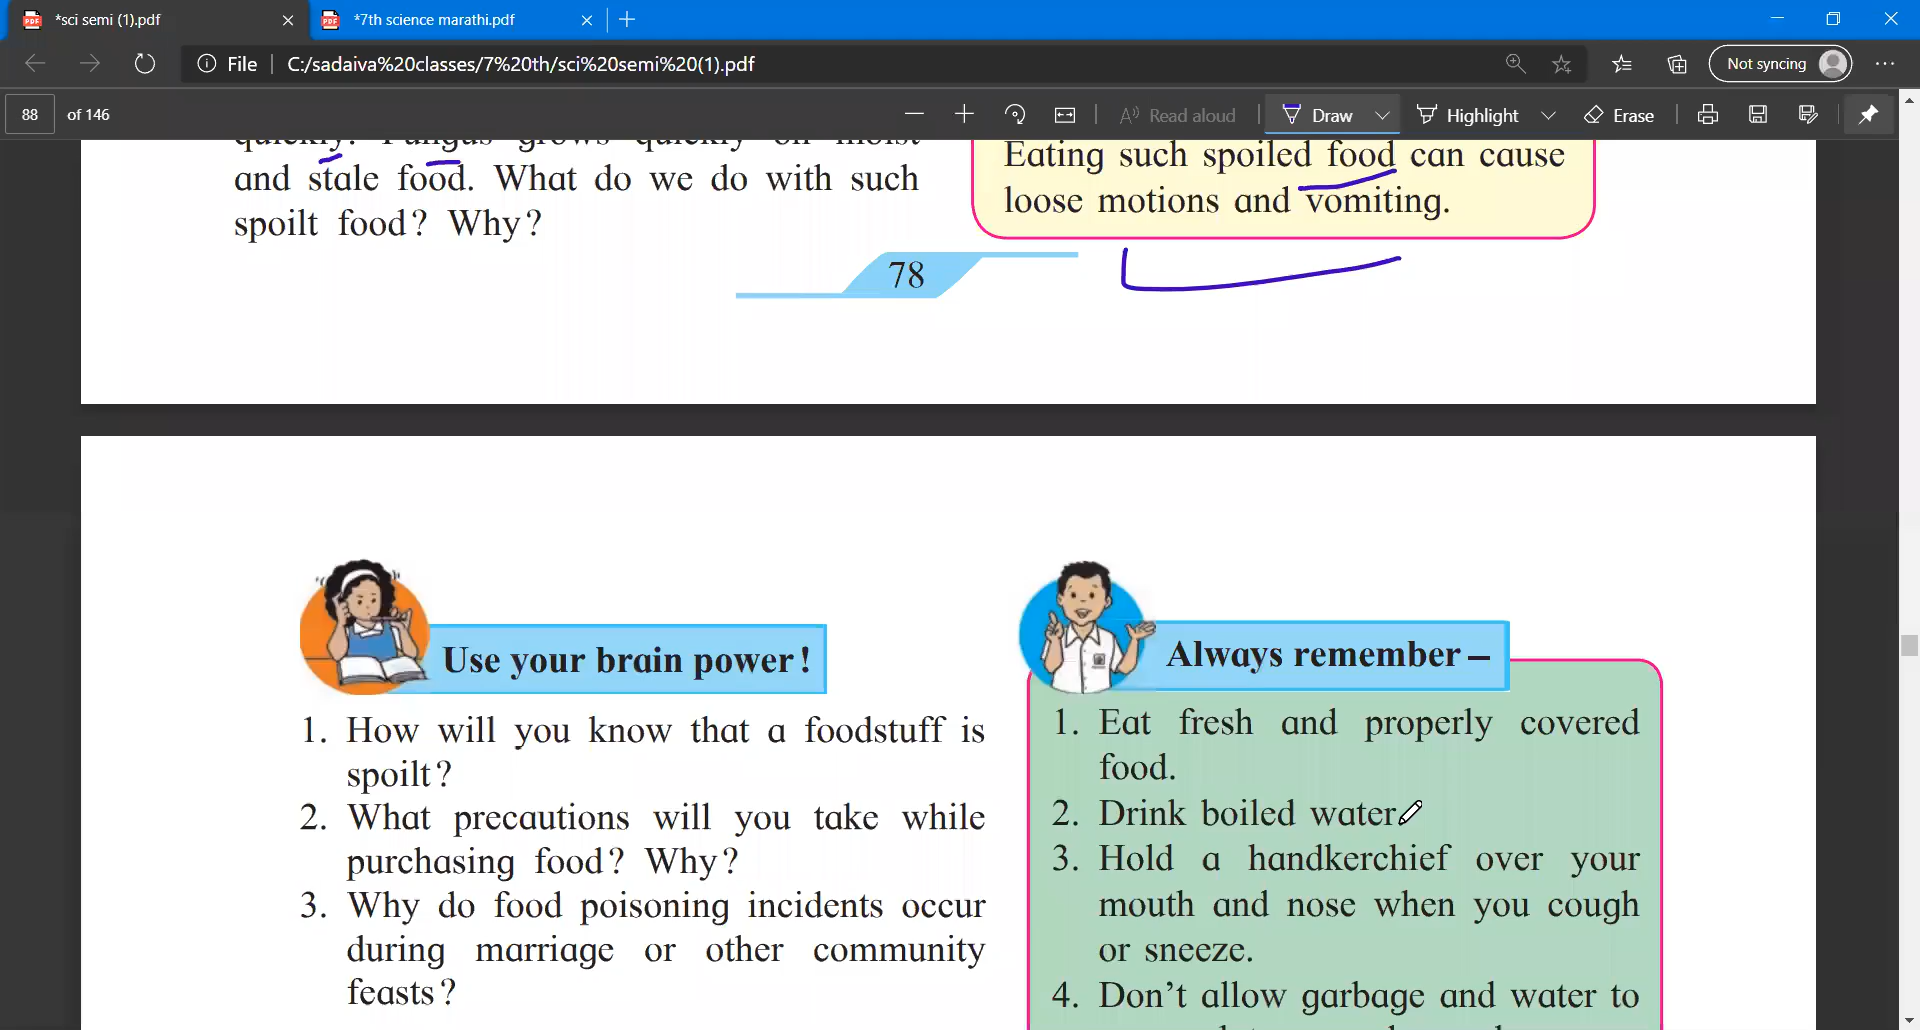 *sci semi (1).pdf
*7th science marathi.pdf
File
C:/sadaiva%20classes/7%20th/sci%20semi%20(1).pdf
Not syncing
88 of 146
Read aloud
Draw
Highlight
Erase
quickly. Fungus grows quickly on moist
and stale food. What do we do with such
spoilt food? Why?
Eating such spoiled food can cause
loose motions and vomiting.
78
Use your brain power!
1. How will you know that a foodstuff is
spoilt?
2. What precautions will you take while
purchasing food? Why?
3. Why do food poisoning incidents occur
during marriage or other community
feasts?
Always remember –
1. Eat fresh and properly covered
food.
2. Drink boiled water
3. Hold a handkerchief over your
mouth and nose when you cough
or sneeze.
4. Don't allow garbage and water to